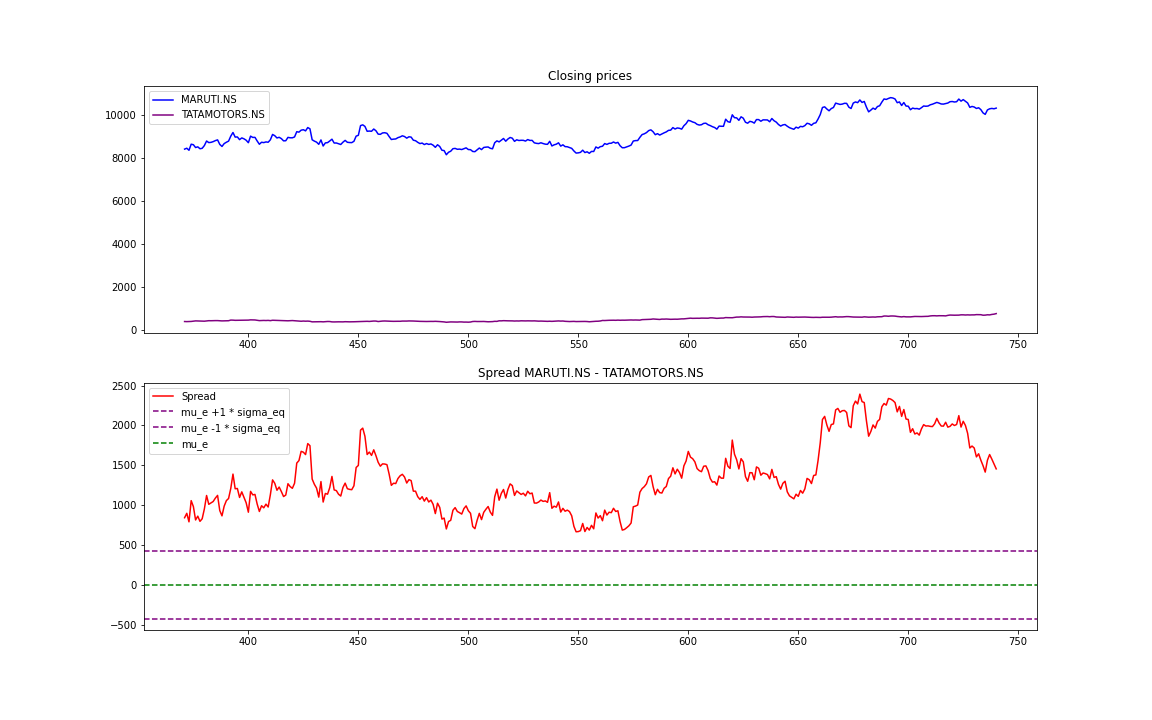 Closing prices
MARUTI.NS
TATAMOTORS.NS
10000
8000
6000
4000
2000
0
400 450 500 550 600 650 700 750
Spread MARUTI.NS - TATAMOTORS.NS
Spread
mu_e +1 * sigma_eq
mu_e -1 * sigma_eq
mu_e
2500
2000
1500
1000
500
0
−500
400 450 500 550 600 650 700 750